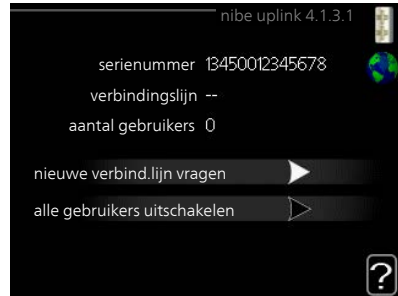 nibe uplink 4.1.3.1
serienummer 13450012345678
verbindingslijn --
aantal gebruikers 0
nieuwe verbind.lijn vragen
alle gebruikers uitschakelen
?